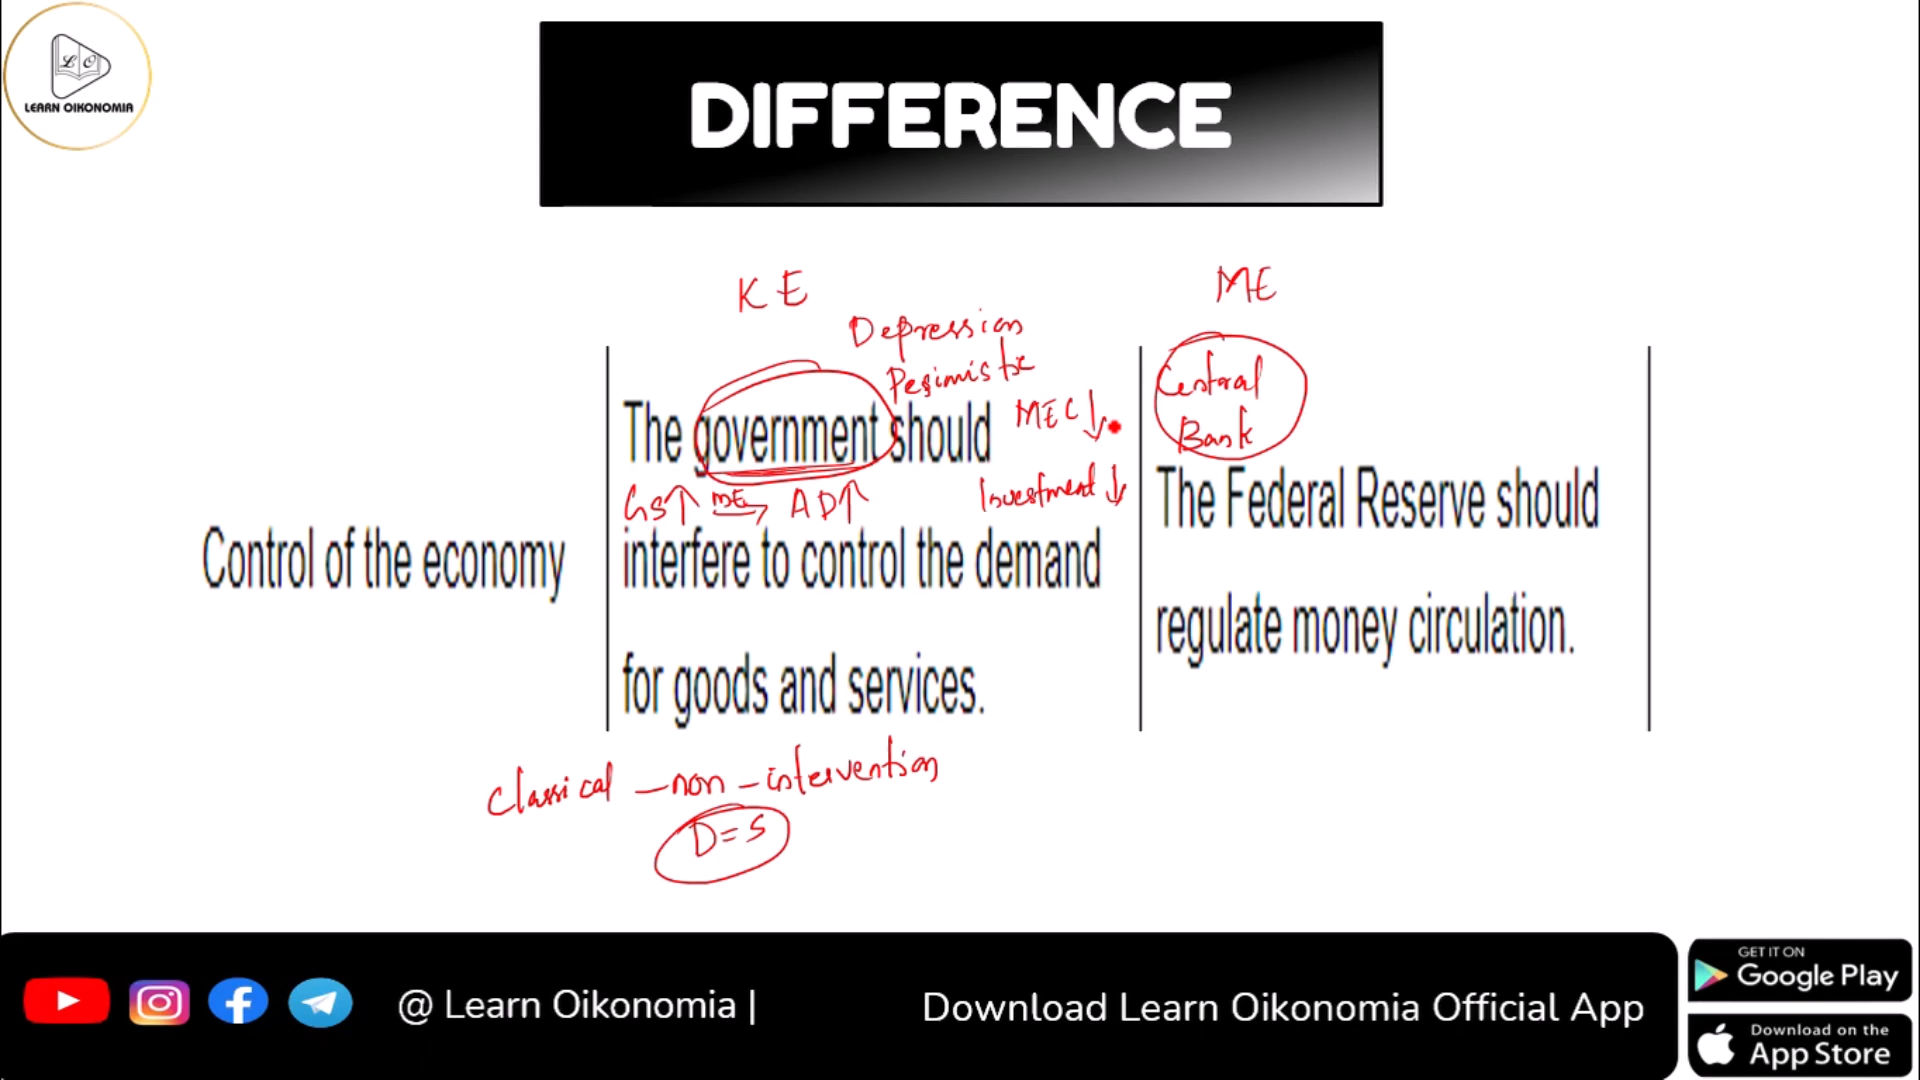 L O
LEARN OIKONOMIA
DIFFERENCE
K E
ME
Depression
Pesimistic
MEC↓
Central
Bank
The government should
GS↑ ME→ AD↑
Investment ↓
The Federal Reserve should
Control of the economy
interfere to control the demand
regulate money circulation.
for goods and services.
Classical – non – intervention
D=S
@ Learn Oikonomia |
Download Learn Oikonomia Official App
GET IT ON
Google Play
Download on the
App Store